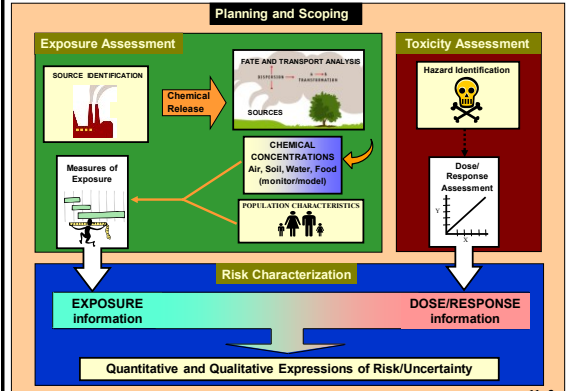 Planning and Scoping
Exposure Assessment
SOURCE IDENTIFICATION
Chemical
Release
FATE AND TRANSPORT ANALYSIS
DISPERSION
&
TRANSFORMATION
SOURCES
CHEMICAL
CONCENTRATIONS
Air, Soil, Water, Food
(monitor/model)
Measures of
Exposure
POPULATION CHARACTERISTICS
Toxicity Assessment
Hazard Identification
Dose/
Response
Assessment
Y
X
Risk Characterization
EXPOSURE
information
DOSE/RESPONSE
information
Quantitative and Qualitative Expressions of Risk/Uncertainty